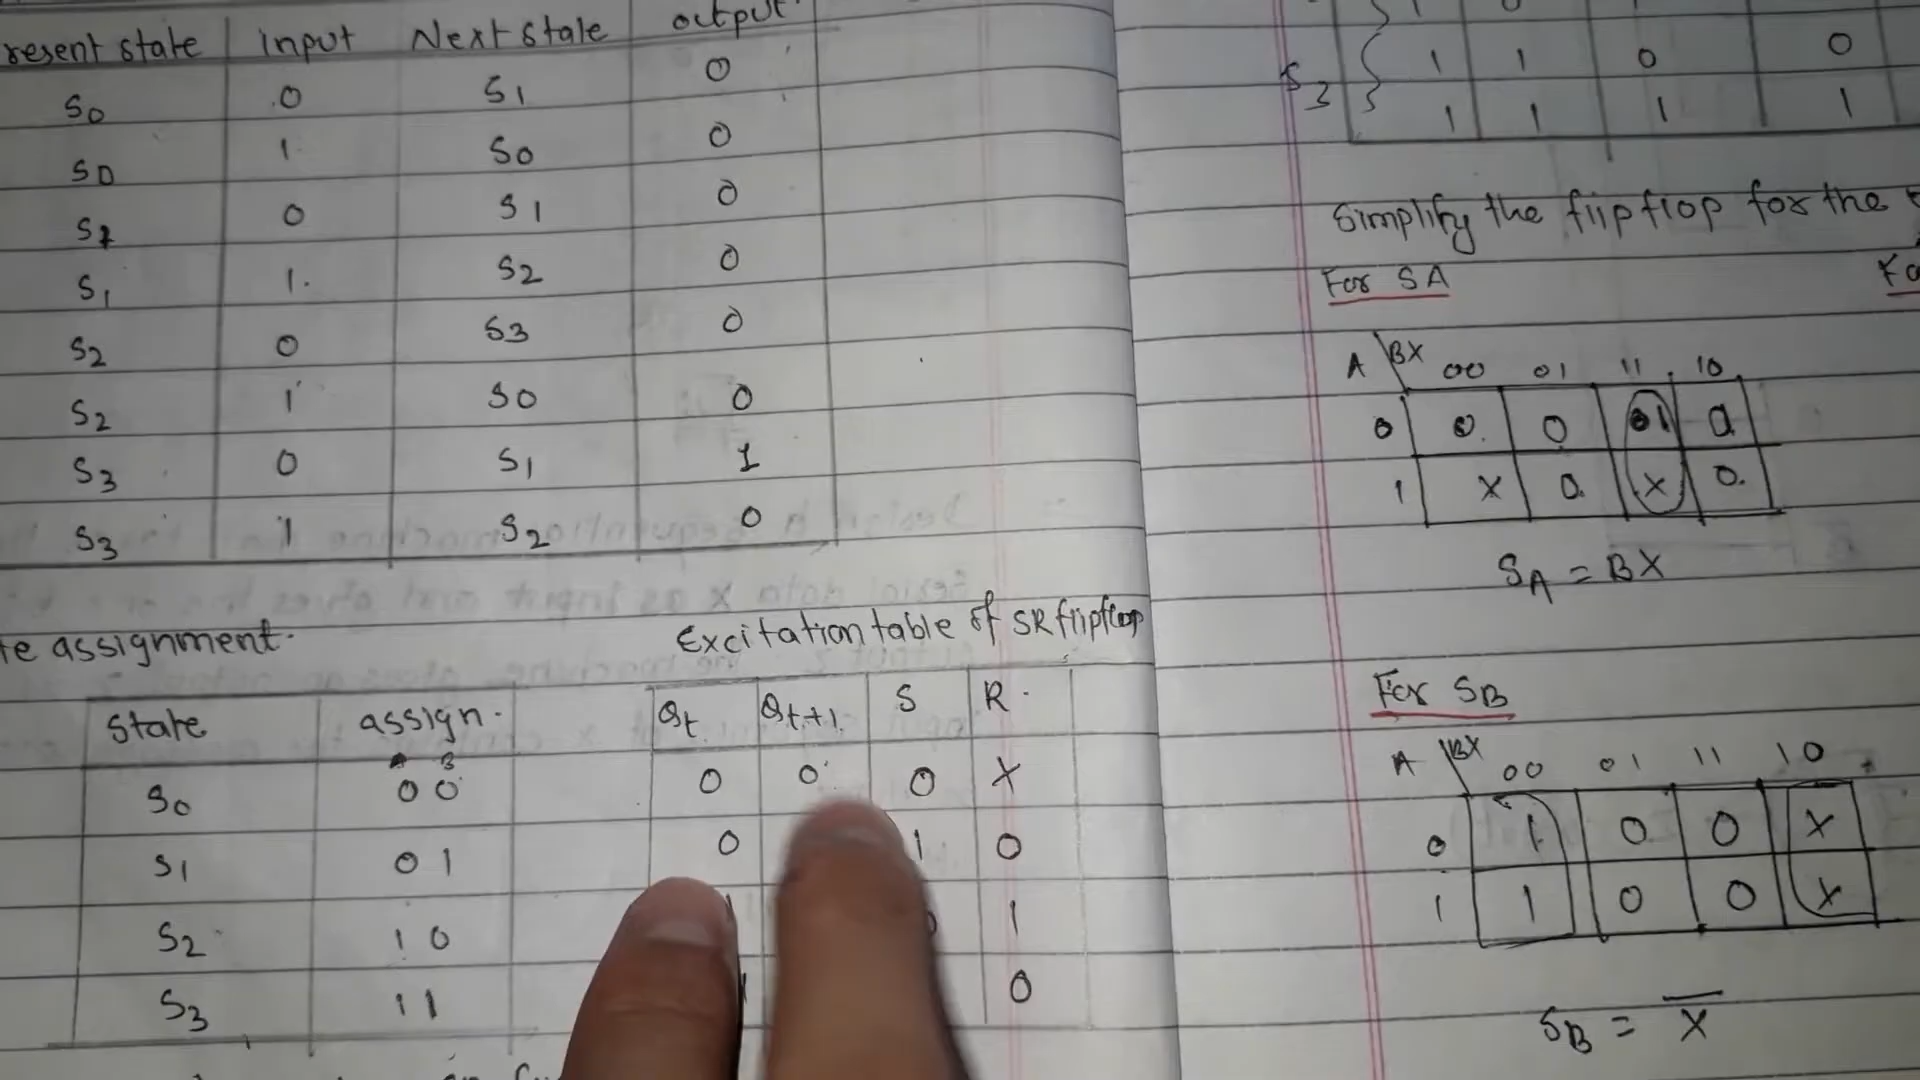 resent state input Next state output
S0 0 S1 0
S0 1 S0 0
S1 0 S1 0
S1 1. S2 0
S2 0 S3 0
S2 1 S0 0
S3 0 S1 1
S3 1 S2 0
te assignment.
State assign.
A B
S0 0 0
S1 0 1
S2 1 0
S3 1 1
Excitation table of SR flipflop
Qt Qt+1 S R
0 0 0 X
0 1 0
1 1
0
1 1 0 0
S3
1 1 1 1
Simplify the flipflop for the
For SA
A BX 00 01 11 10
0 0 0 1 0
1 X 0 X 0
SA = BX
For SB
A BX 00 01 11 10
0 1 0 0 X
1 1 0 0 X
SB = X̅